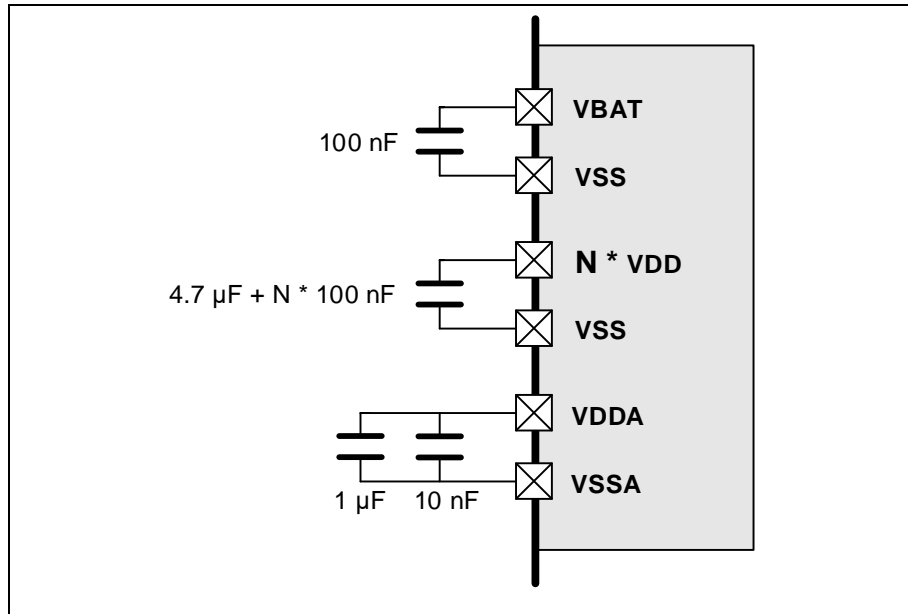 VBAT
100 nF
VSS
N * VDD
4.7 µF + N * 100 nF
VSS
VDDA
1 µF 10 nF
VSSA